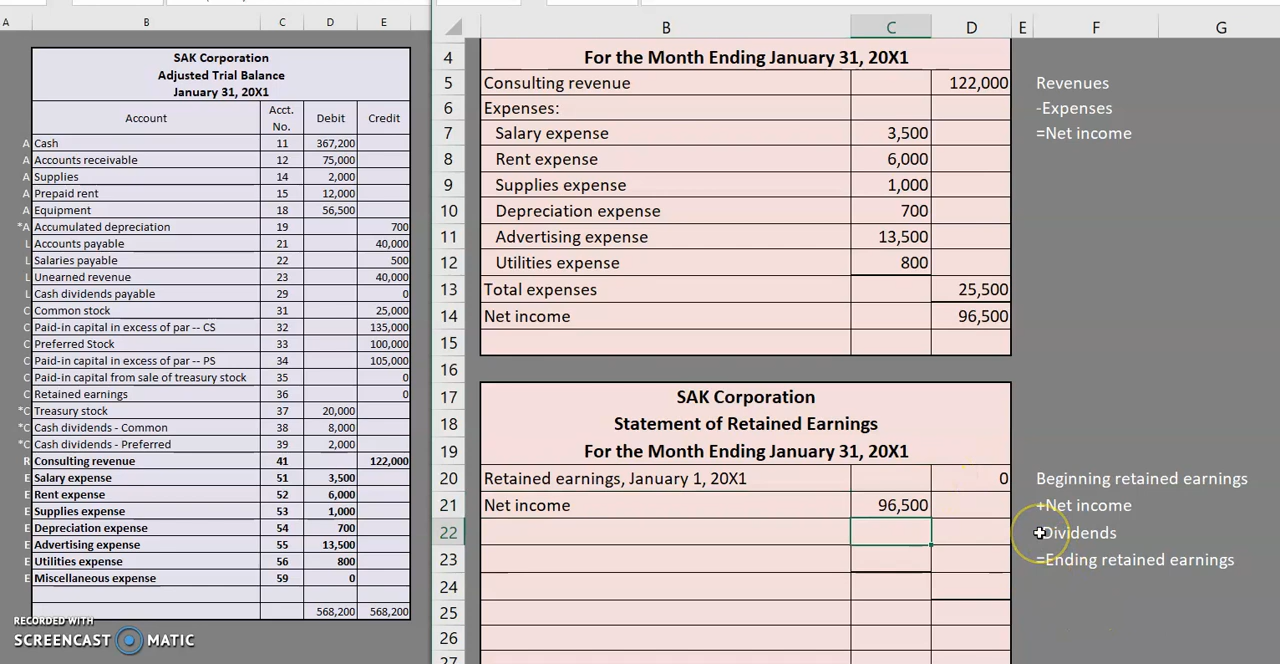 A B C D E
SAK Corporation
Adjusted Trial Balance
January 31, 20X1
Account Acct. No. Debit Credit
A Cash 11 367,200
A Accounts receivable 12 75,000
A Supplies 14 2,000
A Prepaid rent 15 12,000
A Equipment 18 56,500
*A Accumulated depreciation 19 700
L Accounts payable 21 40,000
L Salaries payable 22 500
L Unearned revenue 23 40,000
L Cash dividends payable 29 0
C Common stock 31 25,000
C Paid-in capital in excess of par -- CS 32 135,000
C Preferred Stock 33 100,000
C Paid-in capital in excess of par -- PS 34 105,000
C Paid-in capital from sale of treasury stock 35 0
C Retained earnings 36 0
*C Treasury stock 37 20,000
*C Cash dividends - Common 38 8,000
*C Cash dividends - Preferred 39 2,000
R Consulting revenue 41 122,000
E Salary expense 51 3,500
E Rent expense 52 6,000
E Supplies expense 53 1,000
E Depreciation expense 54 700
E Advertising expense 55 13,500
E Utilities expense 56 800
E Miscellaneous expense 59 0
568,200 568,200
RECORDED WITH
SCREENCAST MATIC
B C D E F G
4 For the Month Ending January 31, 20X1
5 Consulting revenue 122,000 Revenues
6 Expenses: -Expenses
7 Salary expense 3,500 =Net income
8 Rent expense 6,000
9 Supplies expense 1,000
10 Depreciation expense 700
11 Advertising expense 13,500
12 Utilities expense 800
13 Total expenses 25,500
14 Net income 96,500
15
16
17 SAK Corporation
18 Statement of Retained Earnings
19 For the Month Ending January 31, 20X1
20 Retained earnings, January 1, 20X1 0 Beginning retained earnings
21 Net income 96,500 +Net income
22 Dividends
23 =Ending retained earnings
24
25
26
27